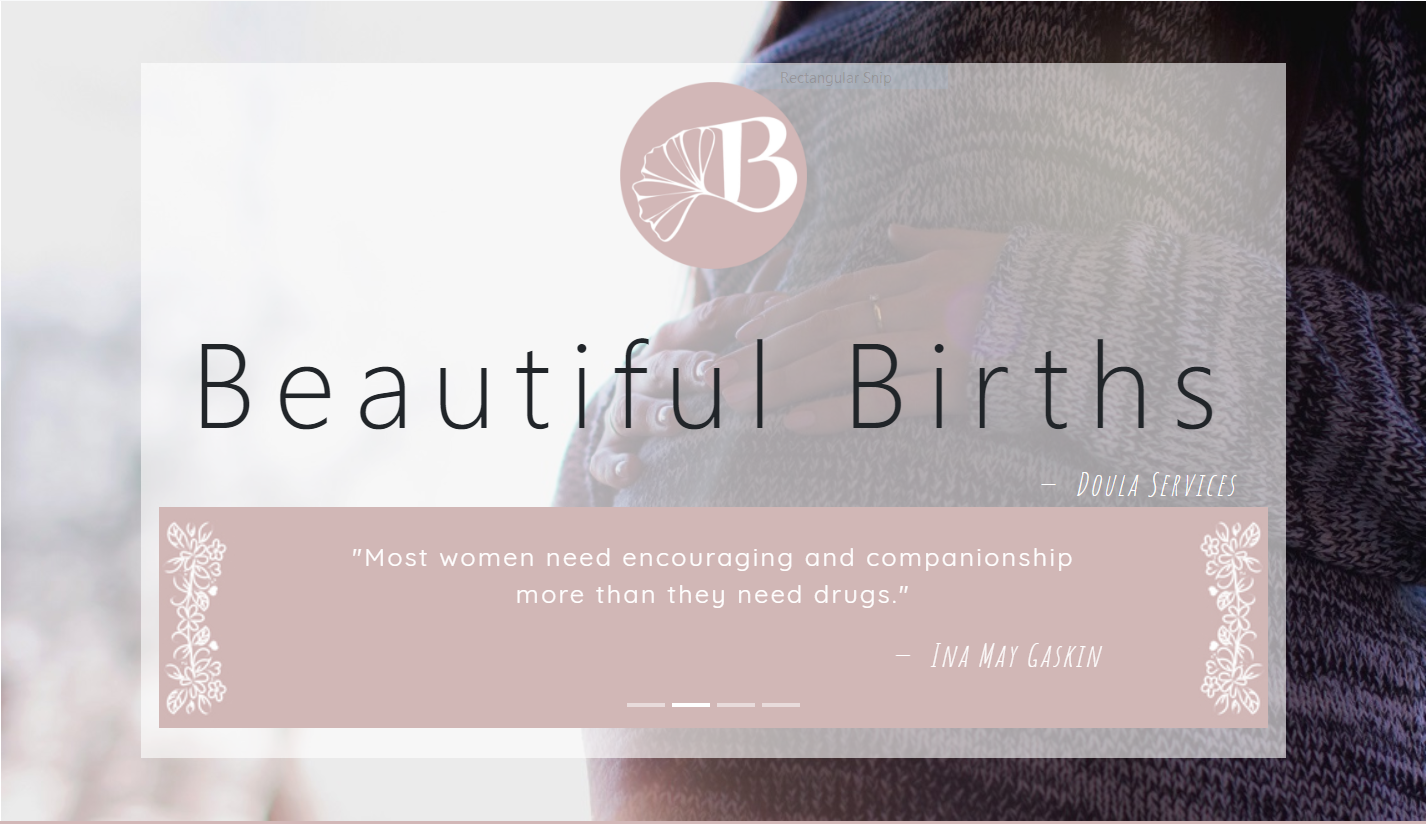 Rectangular Snip
B
Beautiful Births
— Doula Services
"Most women need encouraging and companionship
more than they need drugs."
— Ina May Gaskin